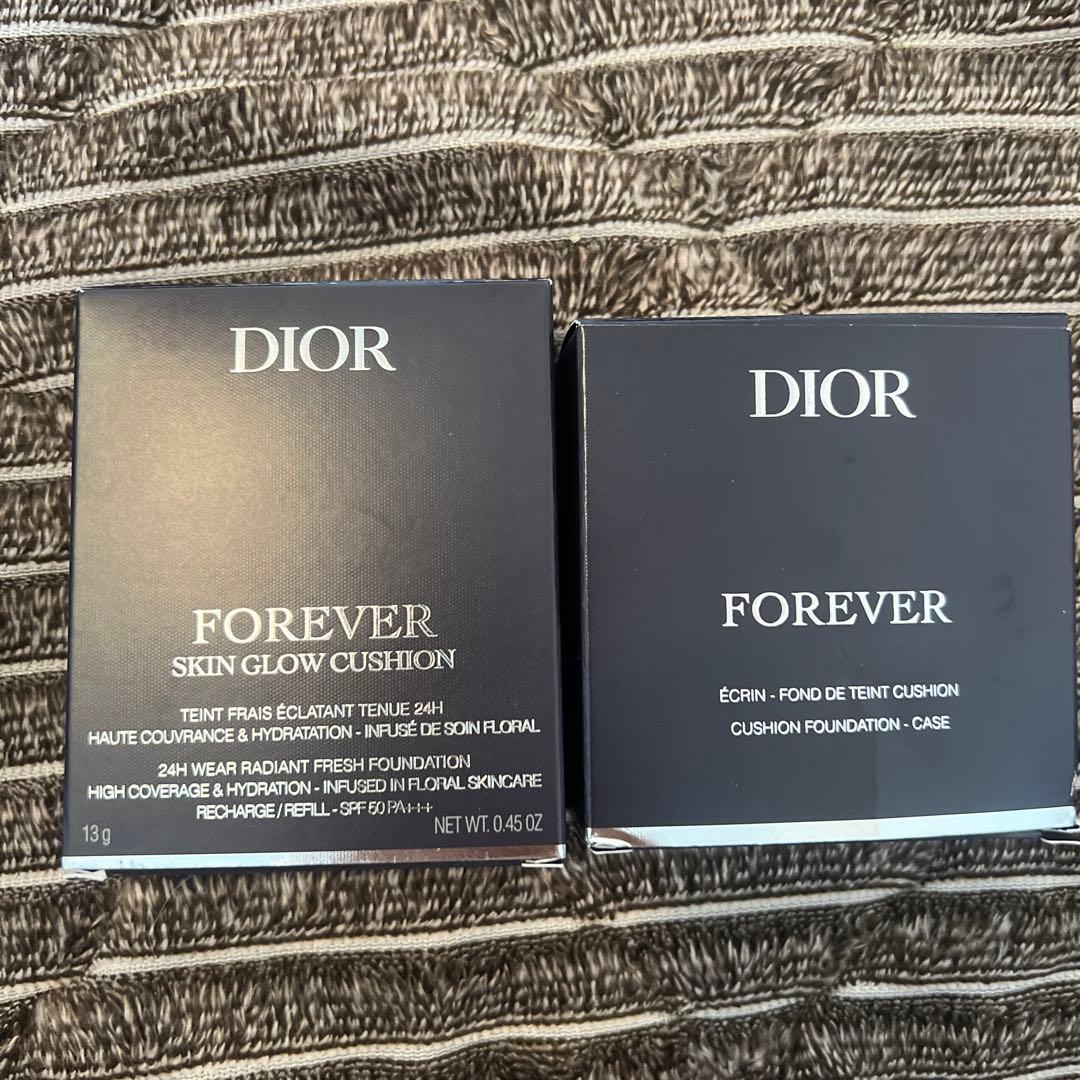 DIOR
FOREVER
SKIN GLOW CUSHION
TEINT FRAIS ÉCLATANT TENUE 24H
HAUTE COUVRANCE & HYDRATATION - INFUSÉ DE SOIN FLORAL
24H WEAR RADIANT FRESH FOUNDATION
HIGH COVERAGE & HYDRATION - INFUSED IN FLORAL SKINCARE
RECHARGE / REFILL - SPF 50 PA+++
13 g NET WT. 0.45 OZ
DIOR
FOREVER
ÉCRIN - FOND DE TEINT CUSHION
CUSHION FOUNDATION - CASE